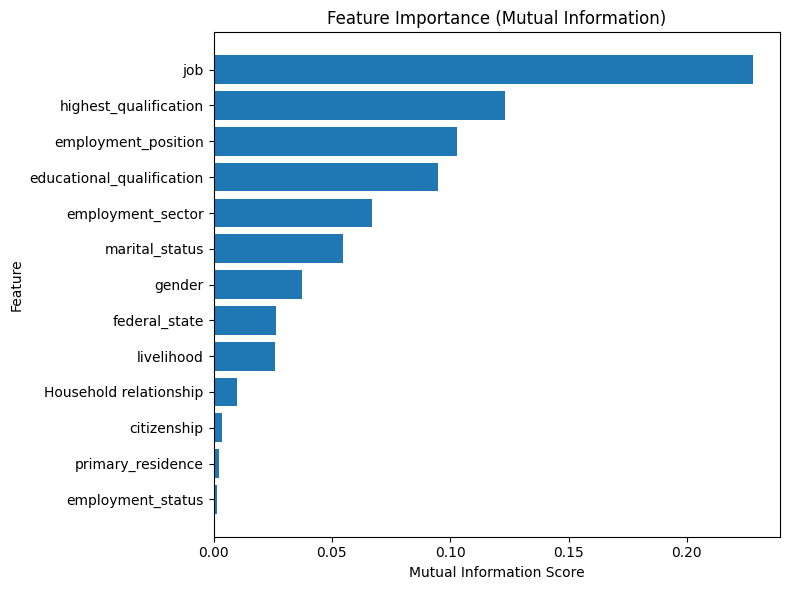 Feature Importance (Mutual Information)
job
highest_qualification
employment_position
educational_qualification
employment_sector
marital_status
gender
federal_state
livelihood
Household relationship
citizenship
primary_residence
employment_status
Feature
0.00 0.05 0.10 0.15 0.20
Mutual Information Score